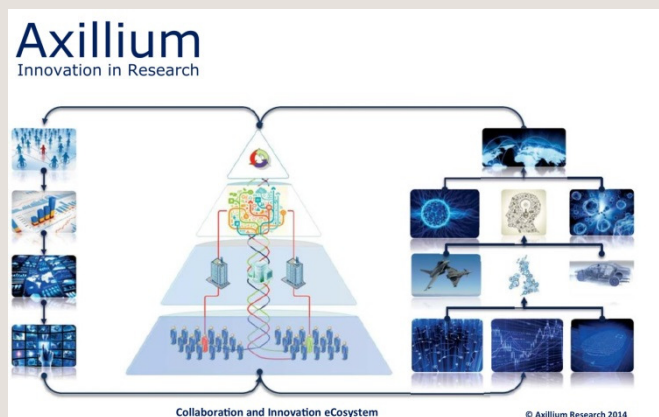 Axillium
Innovation in Research
Collaboration and Innovation eCosystem
© Axillium Research 2014